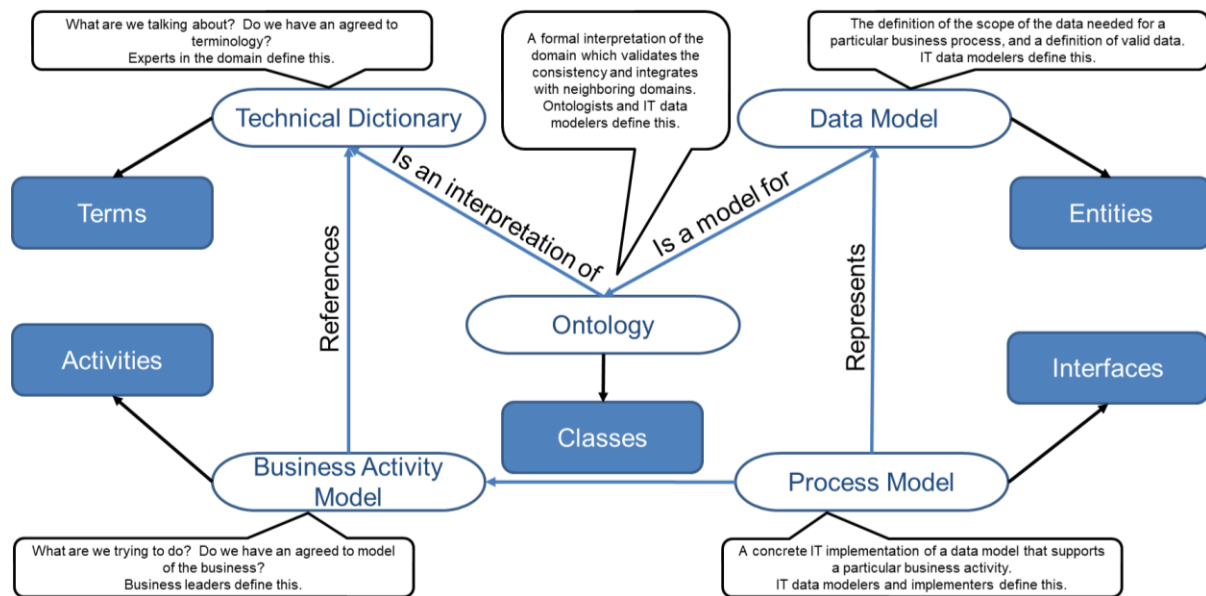 What are we talking about?  Do we have an agreed to
terminology?
Experts in the domain define this.
A formal interpretation of the
domain which validates the
consistency and integrates
with neighboring domains.
Ontologists and IT data
modelers define this.
The definition of the scope of the data needed for a
particular business process, and a definition of valid data.
IT data modelers define this.
Technical Dictionary
Data Model
Is an interpretation of
Is a model for
Terms
Entities
References
Represents
Ontology
Activities
Interfaces
Classes
Business Activity
Model
Process Model
What are we trying to do?  Do we have an agreed to model
of the business?
Business leaders define this.
A concrete IT implementation of a data model that supports
a particular business activity.
IT data modelers and implementers define this.